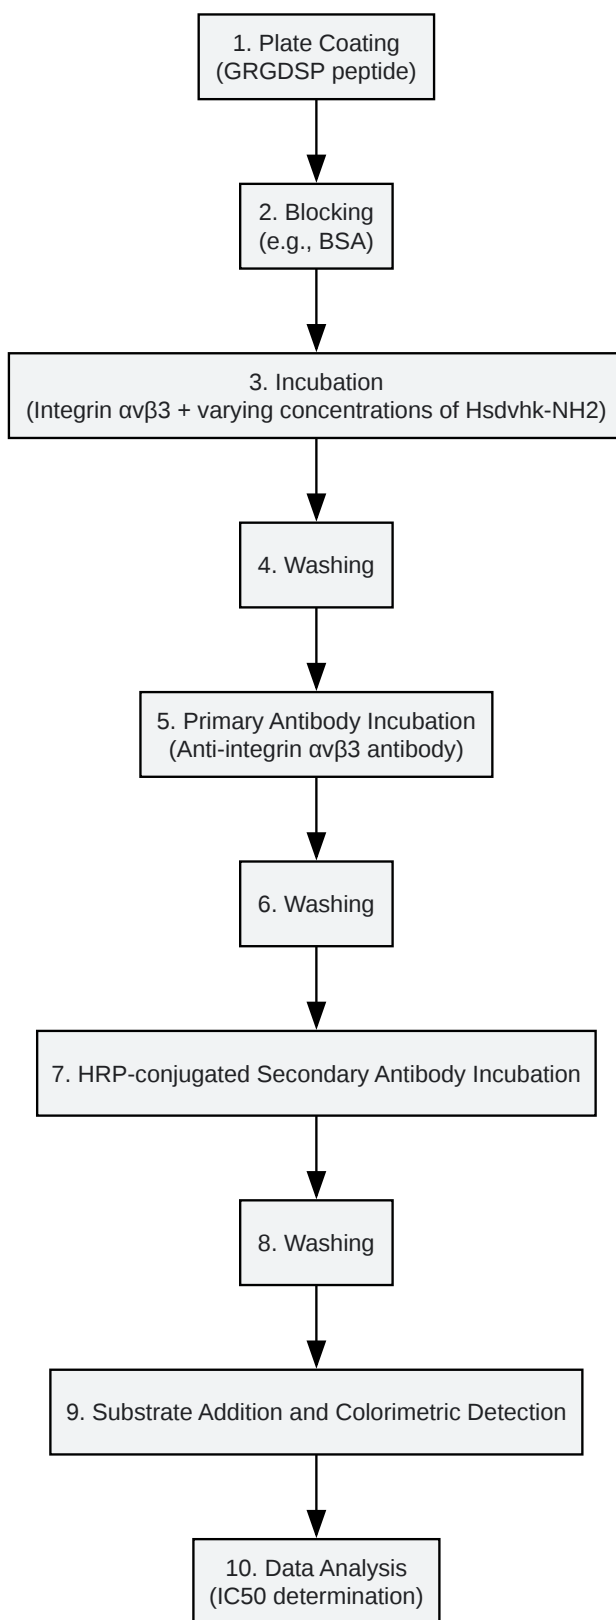 1. Plate Coating
(GRGDSP peptide)
2. Blocking
(e.g., BSA)
3. Incubation
(Integrin αvβ3 + varying concentrations of Hsdvhk-NH2)
4. Washing
5. Primary Antibody Incubation
(Anti-integrin αvβ3 antibody)
6. Washing
7. HRP-conjugated Secondary Antibody Incubation
8. Washing
9. Substrate Addition and Colorimetric Detection
10. Data Analysis
(IC50 determination)